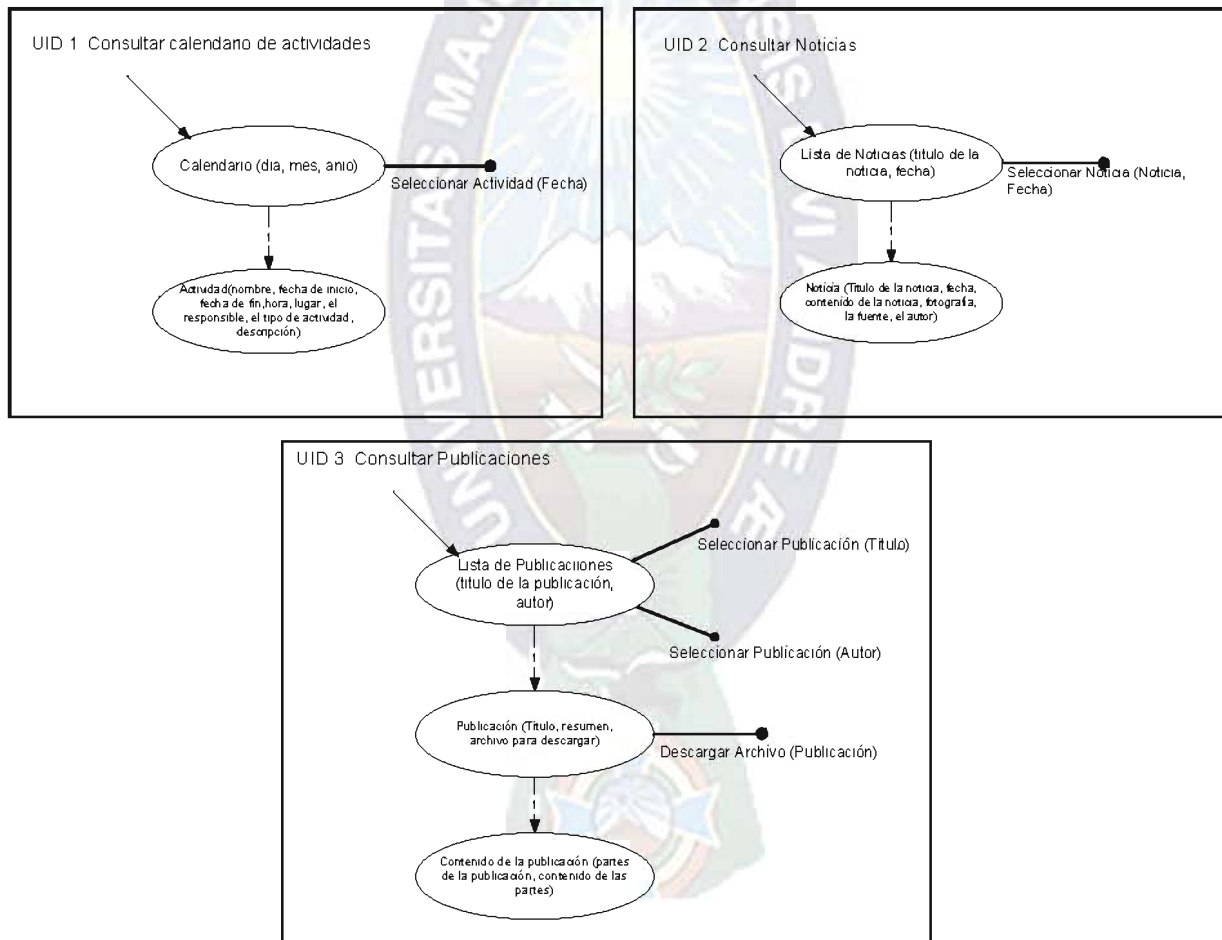 UID 1 Consultar calendario de actividades
Calendario (dia, mes, anio)
Seleccionar Actividad (Fecha)
1
Actividad(nombre, fecha de inicio,
fecha de fin,hora, lugar, el
responsible, el tipo de actividad,
descripción)
UID 2 Consultar Noticias
Lista de Noticias (titulo de la
noticia, fecha)
Seleccionar Noticia (Noticia,
Fecha)
1
Noticia (Titulo de la noticia, fecha,
contenido de la noticia, fotografía,
la fuente, el autor)
UID 3 Consultar Publicaciones
Lista de Publicaciiones
(titulo de la publicación,
autor)
Seleccionar Publicación (Titulo)
Seleccionar Publicación (Autor)
1
Publicación (Titulo, resumen,
archivo para descargar)
Descargar Archivo (Publicación)
1
Contenido de la publicación (partes
de la publicación, contenido de las
partes)
UNIVERSITAS MAJ
SIS
DI ANDRE Æ